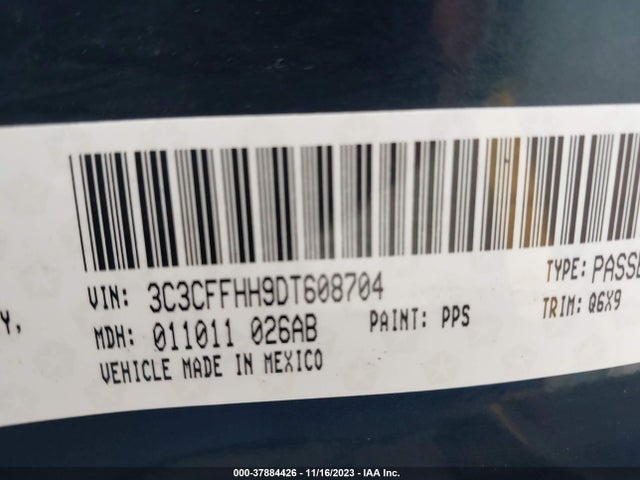 VIN: 3C3CFFHH9DT608704 TYPE: PASSE
Y, MDH: 011011 026AB PAINT: PPS TRIM: Q6X9
VEHICLE MADE IN MEXICO
000-37884426 - 11/16/2023 - IAA Inc.